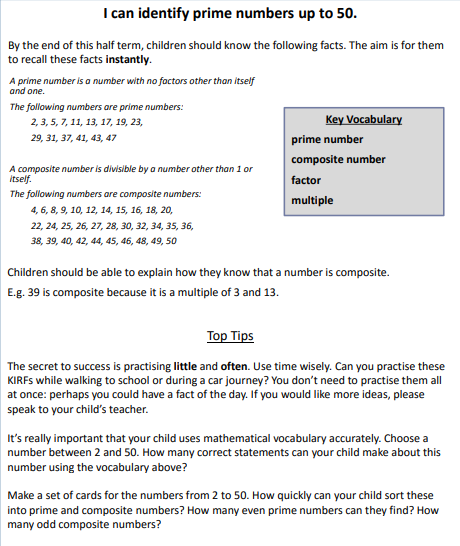 I can identify prime numbers up to 50.
By the end of this half term, children should know the following facts. The aim is for them
to recall these facts instantly.
A prime number is a number with no factors other than itself
and one.
The following numbers are prime numbers:
2, 3, 5, 7, 11, 13, 17, 19, 23,
29, 31, 37, 41, 43, 47
A composite number is divisible by a number other than 1 or
itself.
The following numbers are composite numbers:
4, 6, 8, 9, 10, 12, 14, 15, 16, 18, 20,
22, 24, 25, 26, 27, 28, 30, 32, 34, 35, 36,
38, 39, 40, 42, 44, 45, 46, 48, 49, 50
Key Vocabulary
prime number
composite number
factor
multiple
Children should be able to explain how they know that a number is composite.
E.g. 39 is composite because it is a multiple of 3 and 13.
Top Tips
The secret to success is practising little and often. Use time wisely. Can you practise these
KIRFs while walking to school or during a car journey? You don't need to practise them all
at once: perhaps you could have a fact of the day. If you would like more ideas, please
speak to your child's teacher.
It's really important that your child uses mathematical vocabulary accurately. Choose a
number between 2 and 50. How many correct statements can your child make about this
number using the vocabulary above?
Make a set of cards for the numbers from 2 to 50. How quickly can your child sort these
into prime and composite numbers? How many even prime numbers can they find? How
many odd composite numbers?